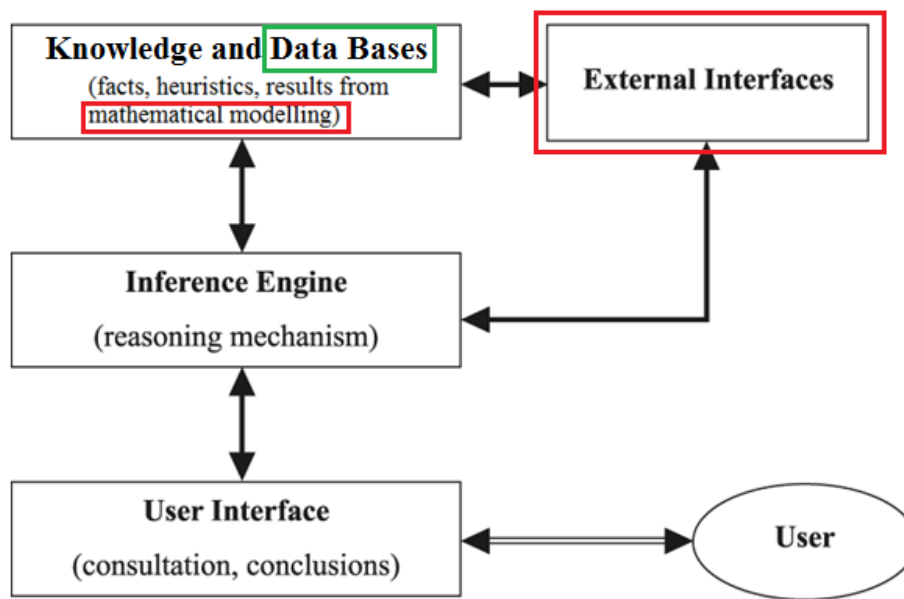 Knowledge and Data Bases
(facts, heuristics, results from
mathematical modelling)
External Interfaces
Inference Engine
(reasoning mechanism)
User Interface
(consultation, conclusions)
User